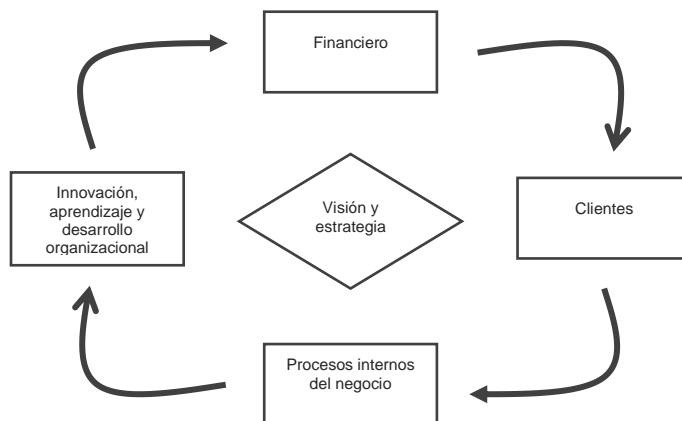 Financiero
Innovación,
aprendizaje y
desarrollo
organizacional
Visión y
estrategia
Clientes
Procesos internos
del negocio